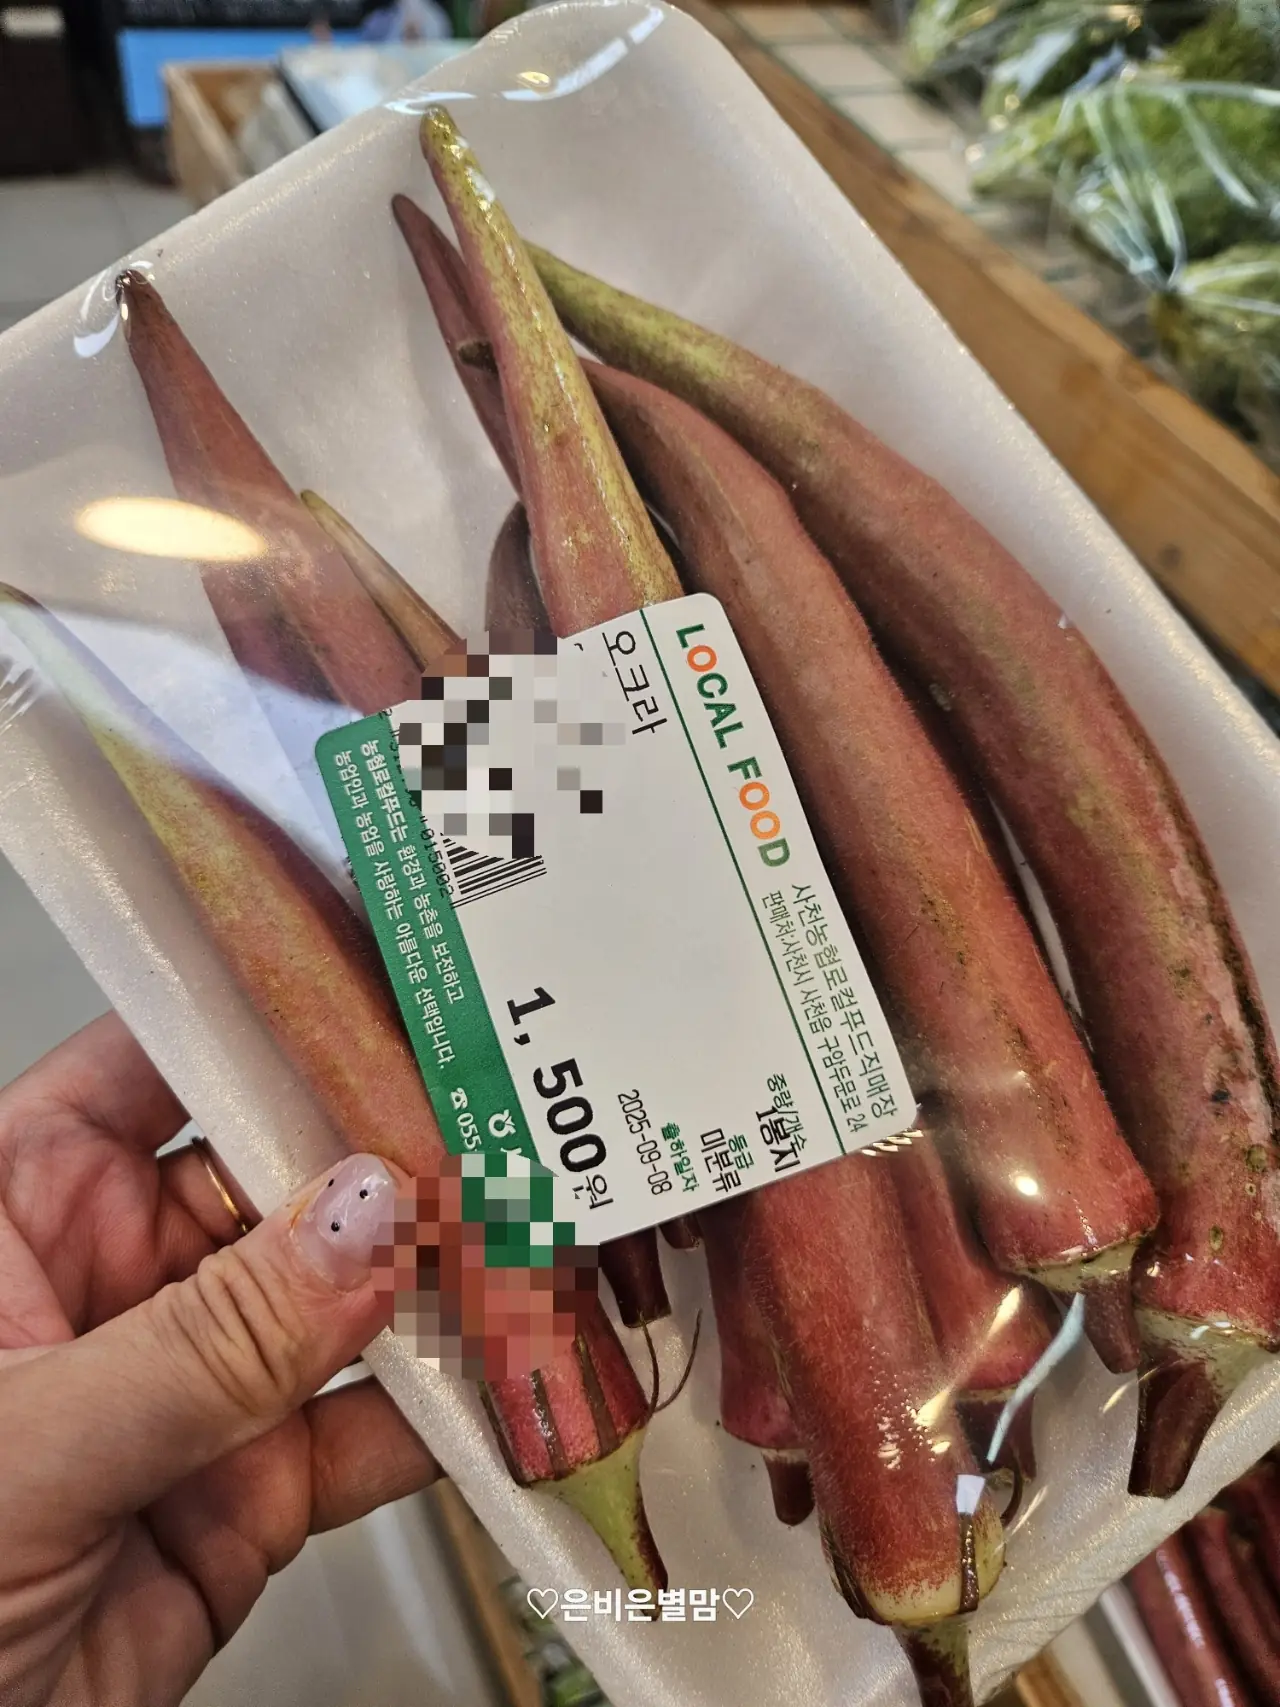 LOCAL FOOD
사천농협로컬푸드직매장
판매처:사천시 사천읍 구암두문로 24
오크라
중량/개수
1봉지
등급
미분류
출하일자
2025-09-08
1,500원
농협로컬푸드는 환경과 농촌을 보전하고
농업인과 농업을 사랑하는 아름다운 선택입니다.
☎055
♡은비은별맘♡